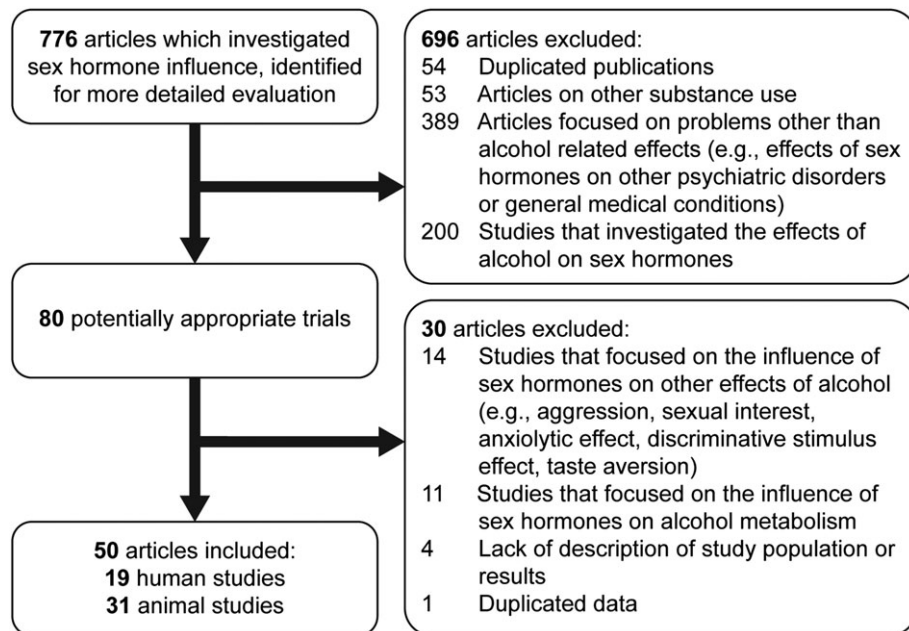 776 articles which investigated
sex hormone influence, identified
for more detailed evaluation
696 articles excluded:
54 Duplicated publications
53 Articles on other substance use
389 Articles focused on problems other than
alcohol related effects (e.g., effects of sex
hormones on other psychiatric disorders
or general medical conditions)
200 Studies that investigated the effects of
alcohol on sex hormones
80 potentially appropriate trials
30 articles excluded:
14 Studies that focused on the influence of
sex hormones on other effects of alcohol
(e.g., aggression, sexual interest,
anxiolytic effect, discriminative stimulus
effect, taste aversion)
11 Studies that focused on the influence of
sex hormones on alcohol metabolism
4 Lack of description of study population or
results
1 Duplicated data
50 articles included:
19 human studies
31 animal studies